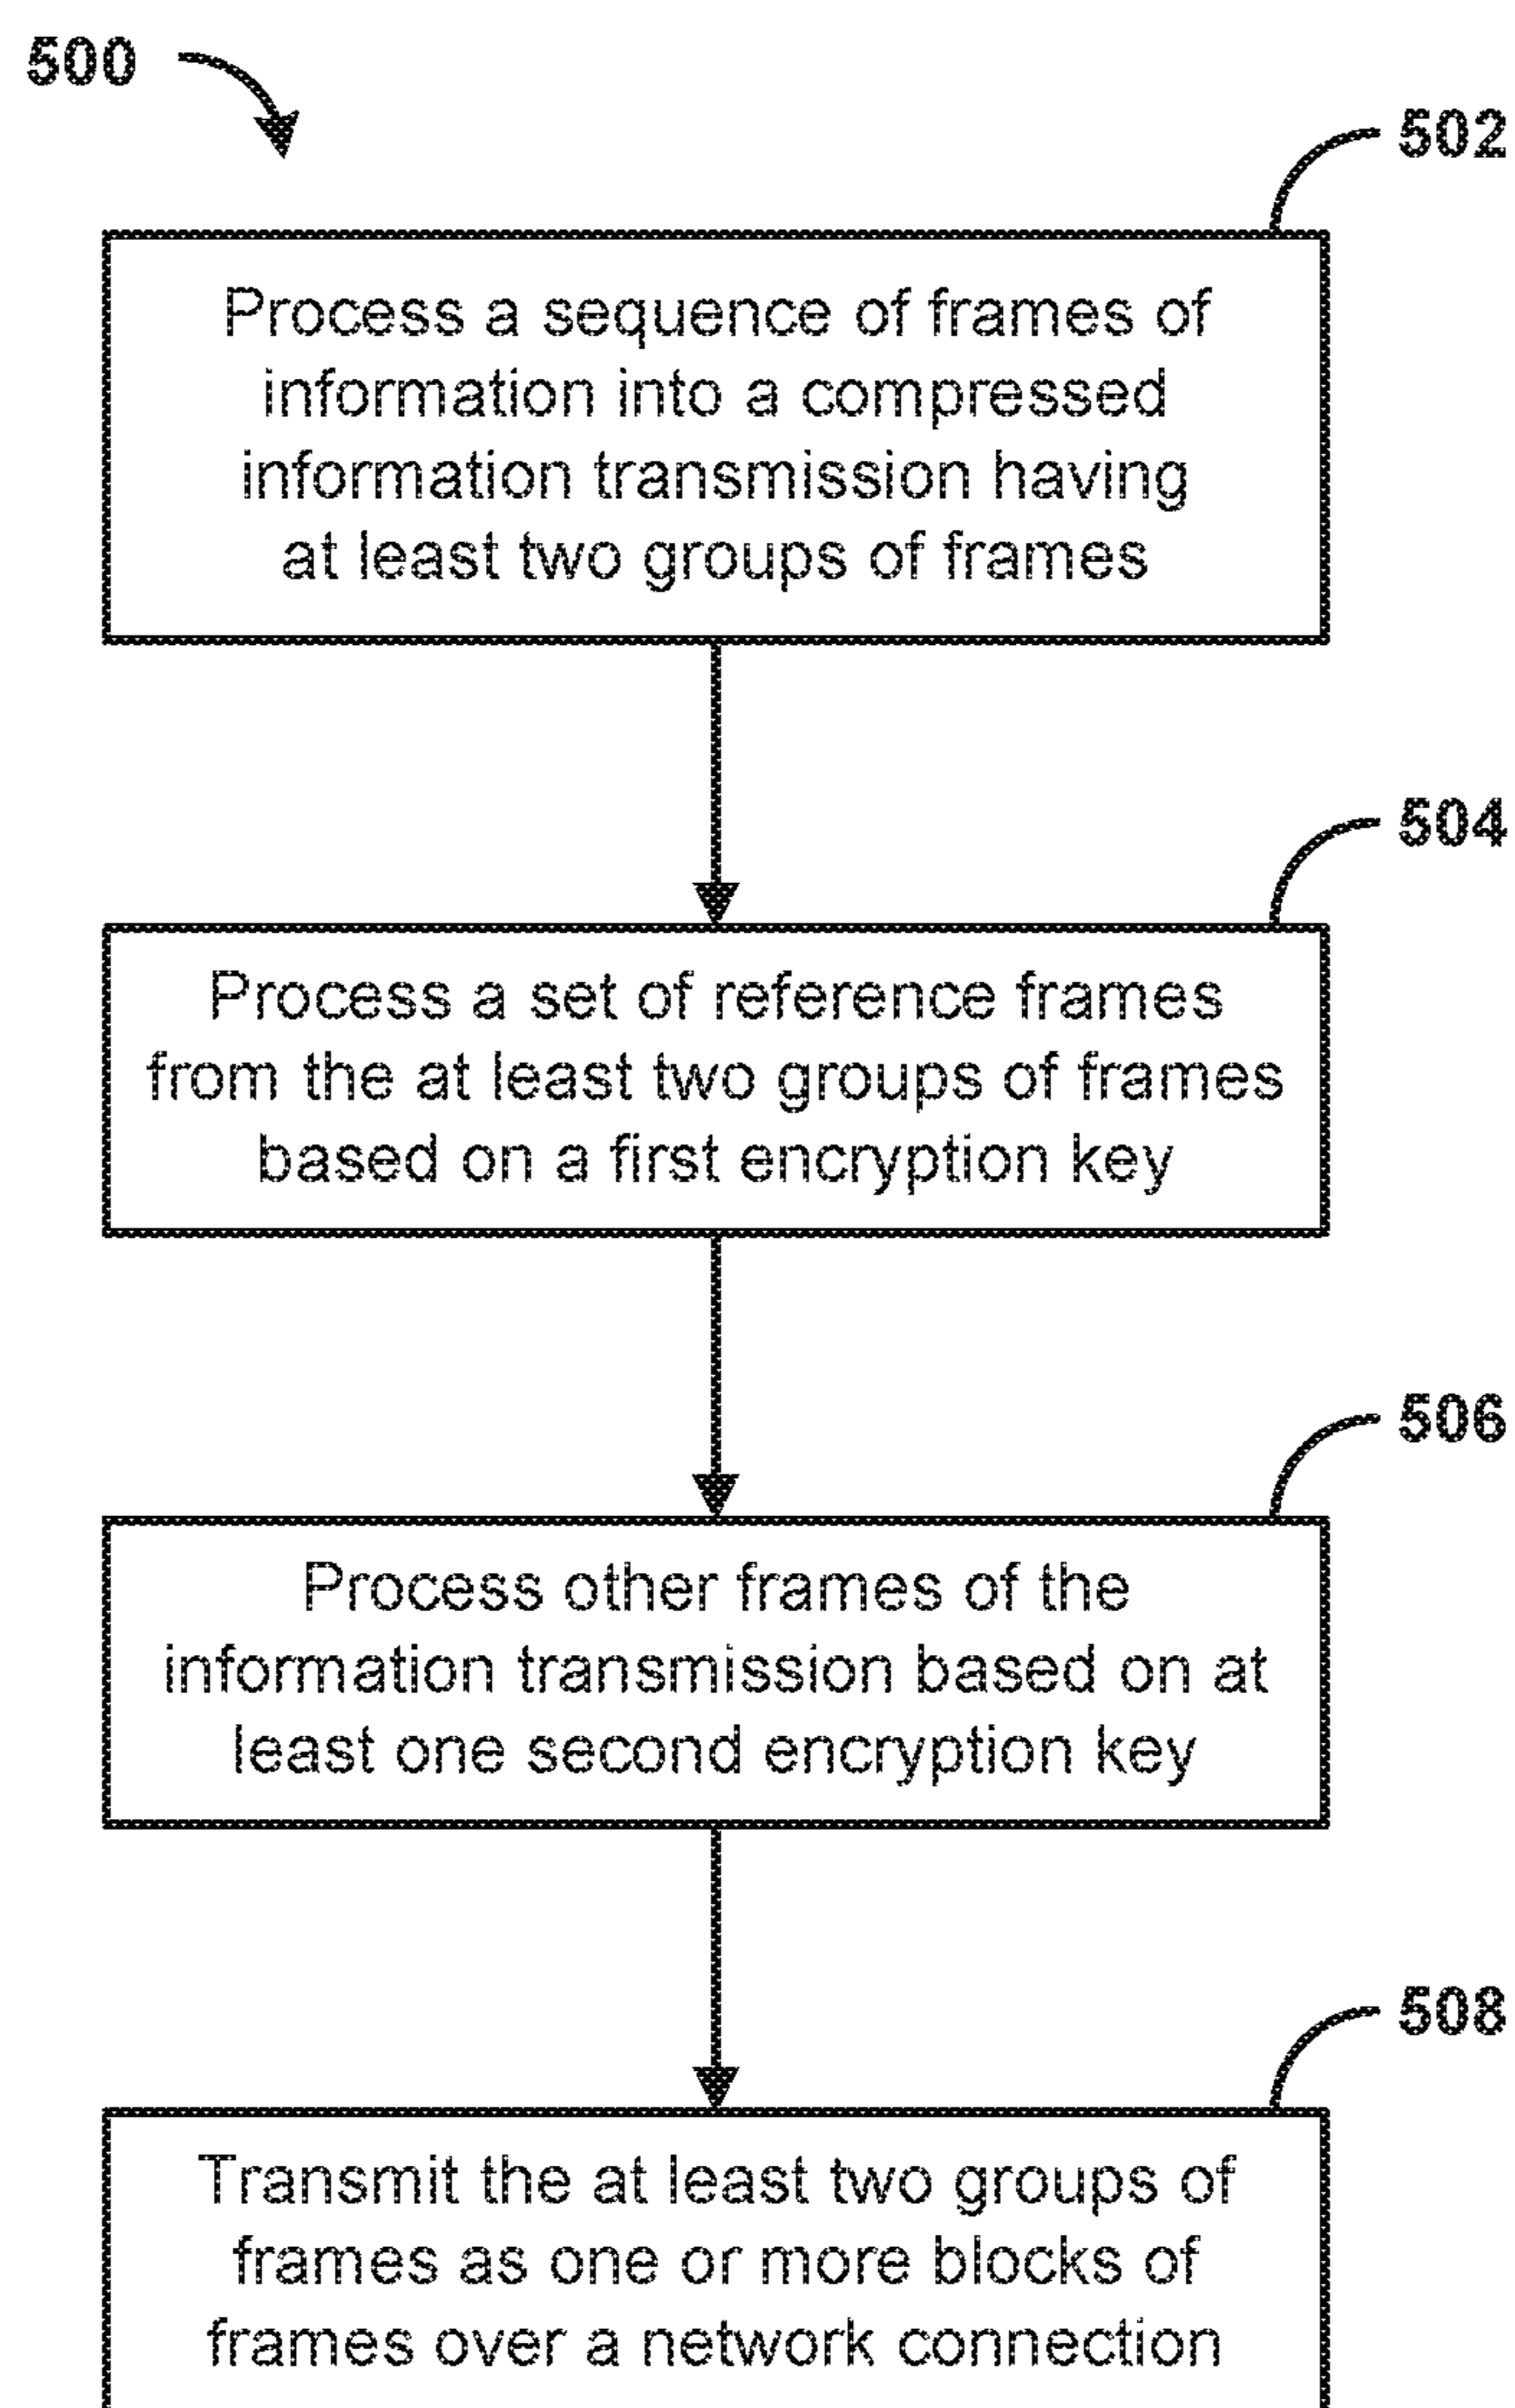 500
502
Process a sequence of frames of
information into a compressed
information transmission having
at least two groups of frames
504
Process a set of reference frames
from the at least two groups of frames
based on a first encryption key
506
Process other frames of the
information transmission based on at
least one second encryption key
508
Transmit the at least two groups of
frames as one or more blocks of
frames over a network connection